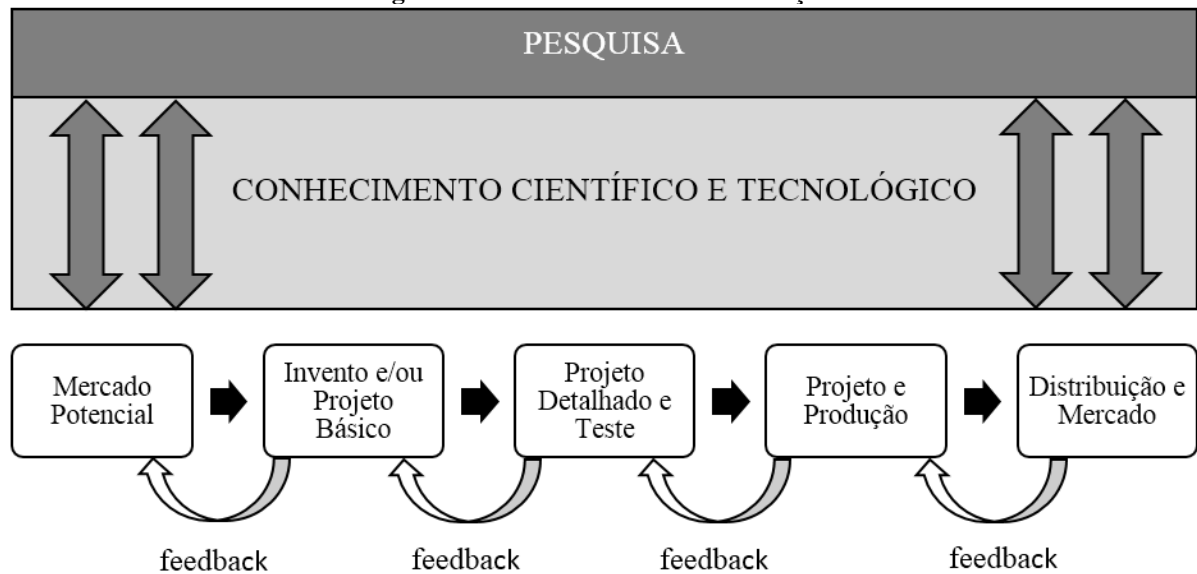 PESQUISA
CONHECIMENTO CIENTÍFICO E TECNOLÓGICO
Mercado
Potencial
Invento e/ou
Projeto
Básico
Projeto
Detalhado e
Teste
Projeto e
Produção
Distribuição e
Mercado
feedback
feedback
feedback
feedback